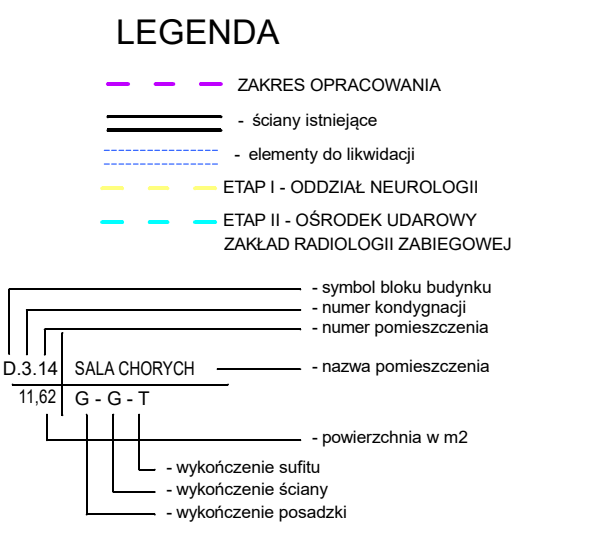 LEGENDA
ZAKRES OPRACOWANIA
- ściany istniejące
- elementy do likwidacji
ETAP I - ODDZIAŁ NEUROLOGII
ETAP II - OŚRODEK UDAROWY
ZAKŁAD RADIOLOGII ZABIEGOWEJ
- symbol bloku budynku
- numer kondygnacji
- numer pomieszczenia
D.3.14 SALA CHORYCH - nazwa pomieszczenia
11,62 G - G - T
- powierzchnia w m2
- wykończenie sufitu
- wykończenie ściany
- wykończenie posadzki